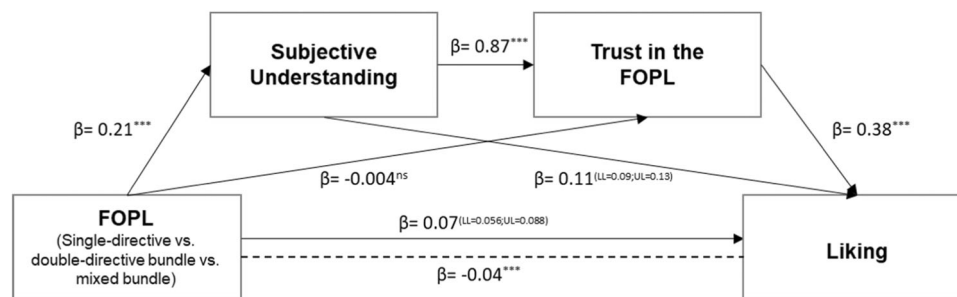 Subjective
Understanding
β= 0.87***
Trust in the
FOPL
β= 0.21***
β= 0.38***
β= -0.004ns
β= 0.11(LL=0.09;UL=0.13)
FOPL
(Single-directive vs.
double-directive bundle vs.
mixed bundle)
β= 0.07(LL=0.056;UL=0.088)
β= -0.04***
Liking